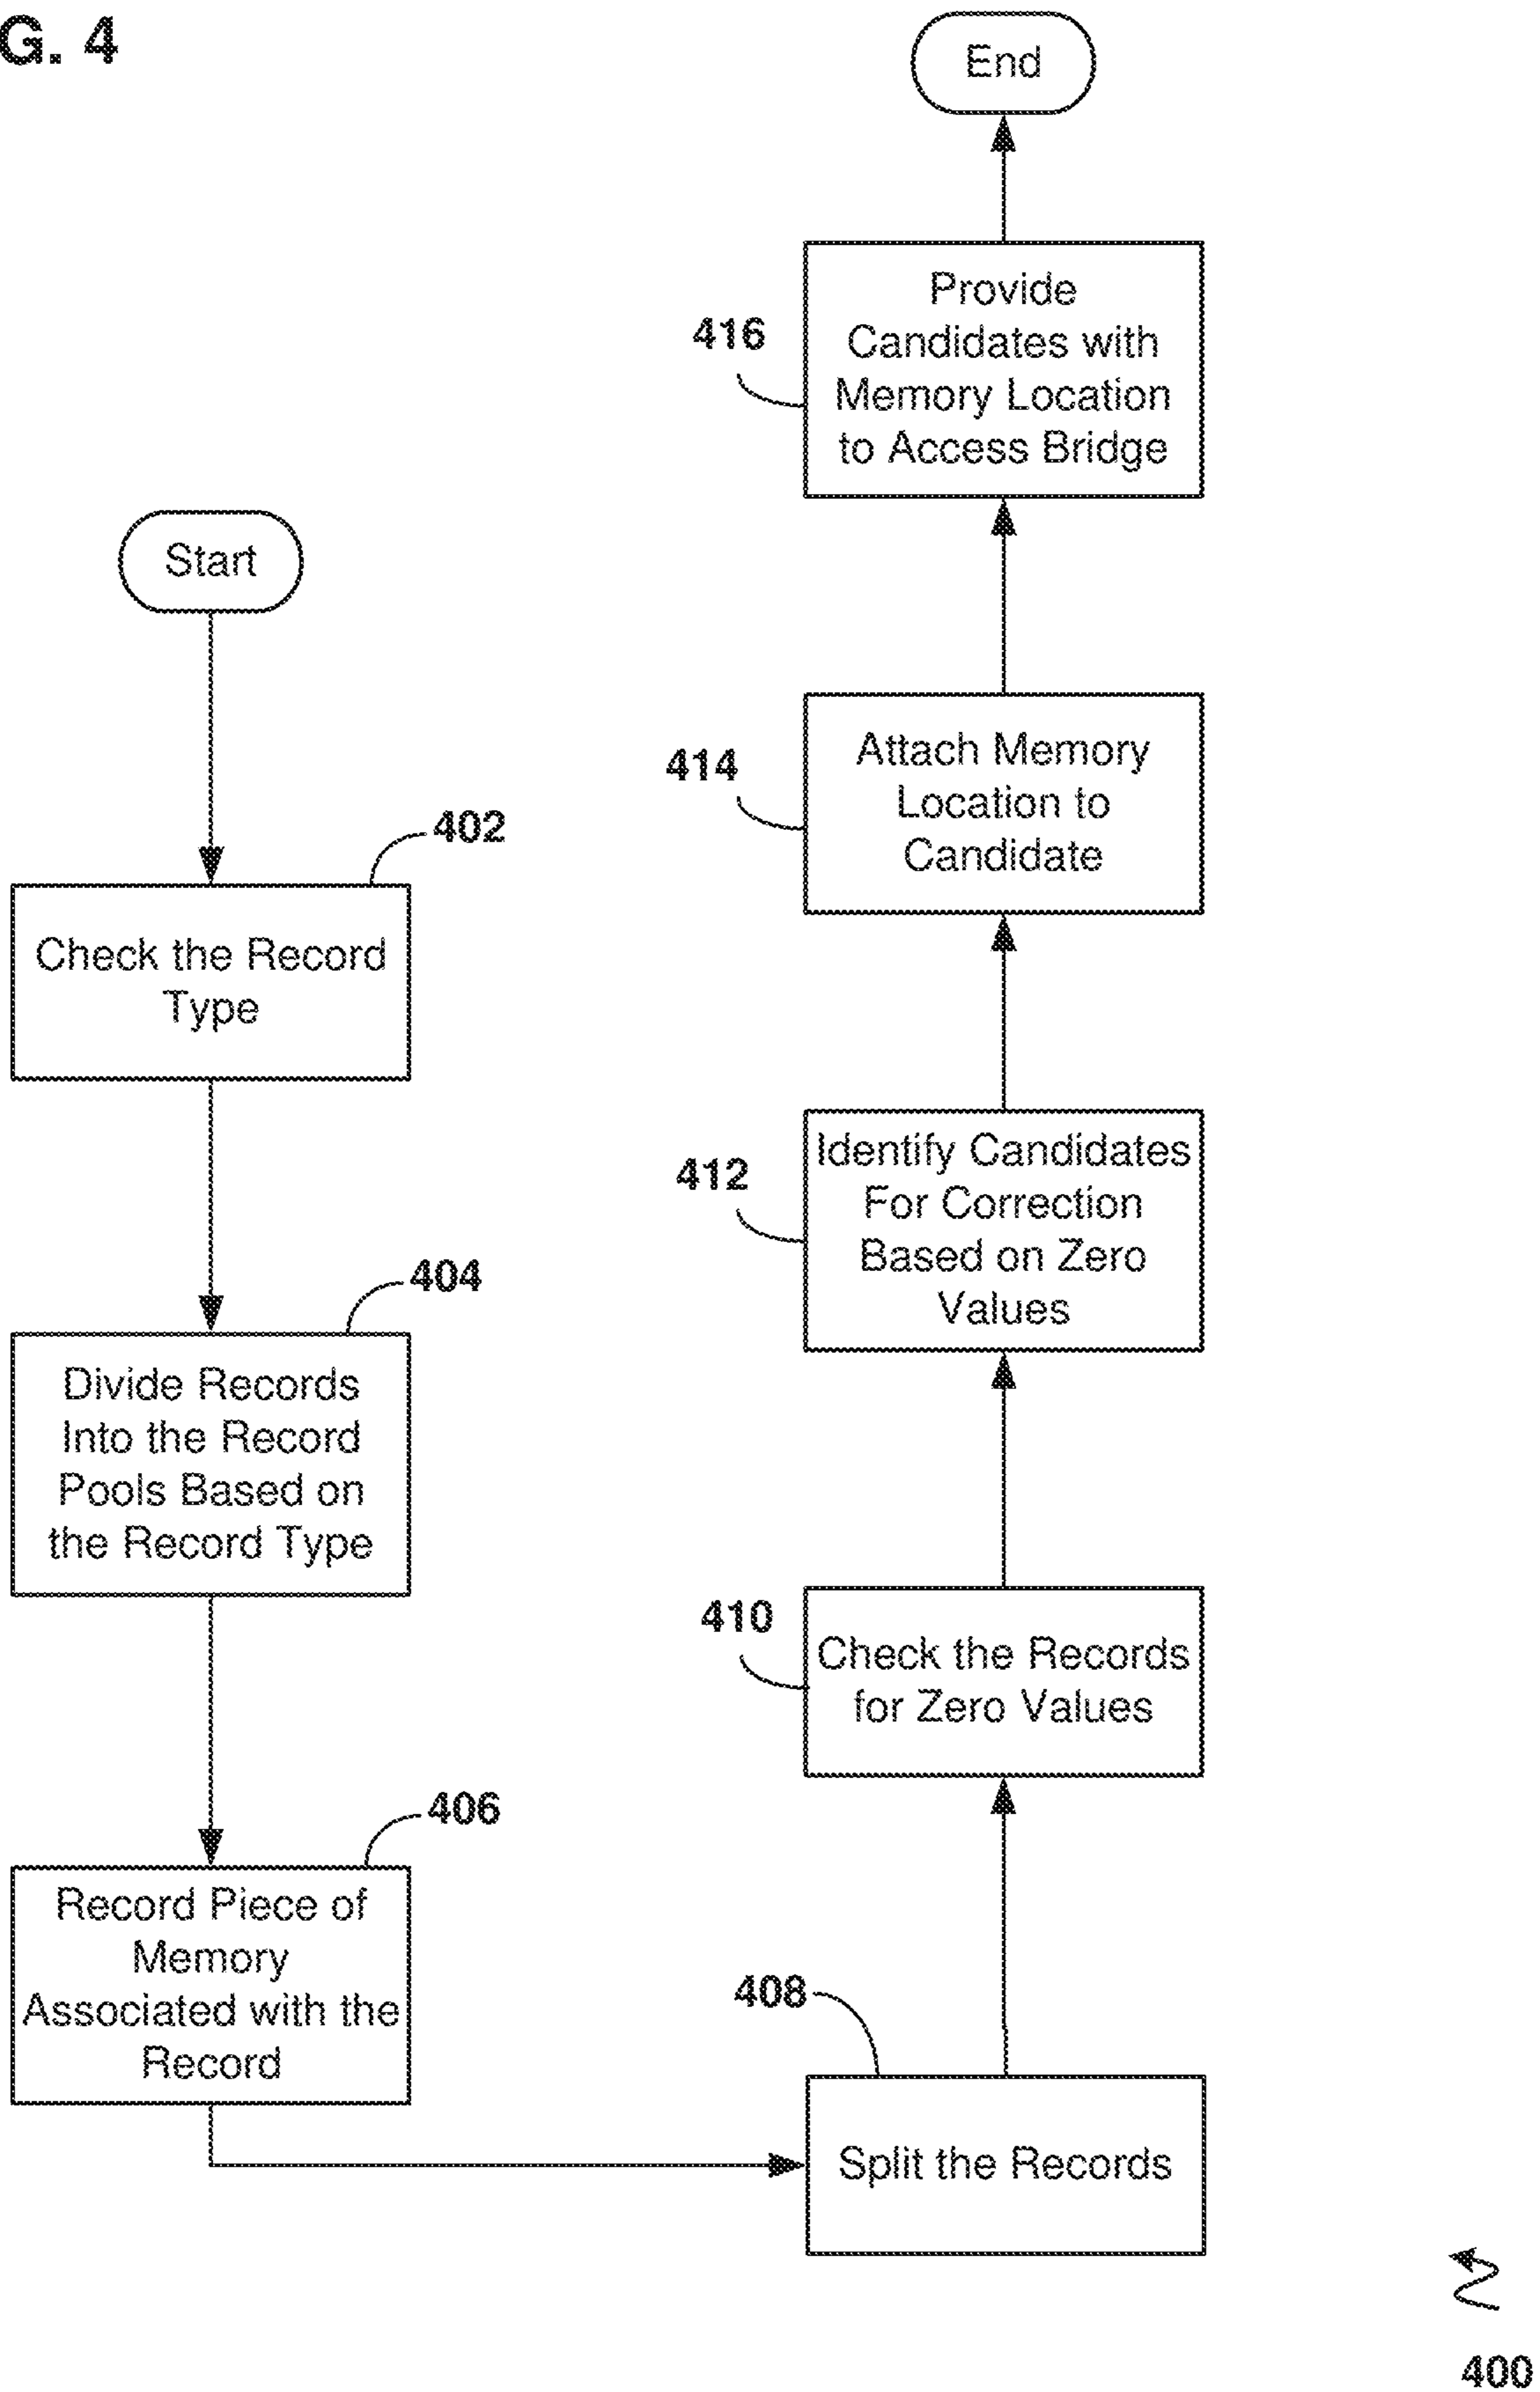 G. 4
Start
402
Check the Record
Type
404
Divide Records
Into the Record
Pools Based on
the Record Type
406
Record Piece of
Memory
Associated with the
Record
408
Split the Records
410
Check the Records
for Zero Values
412
Identify Candidates
For Correction
Based on Zero
Values
414
Attach Memory
Location to
Candidate
416
Provide
Candidates with
Memory Location
to Access Bridge
End
400